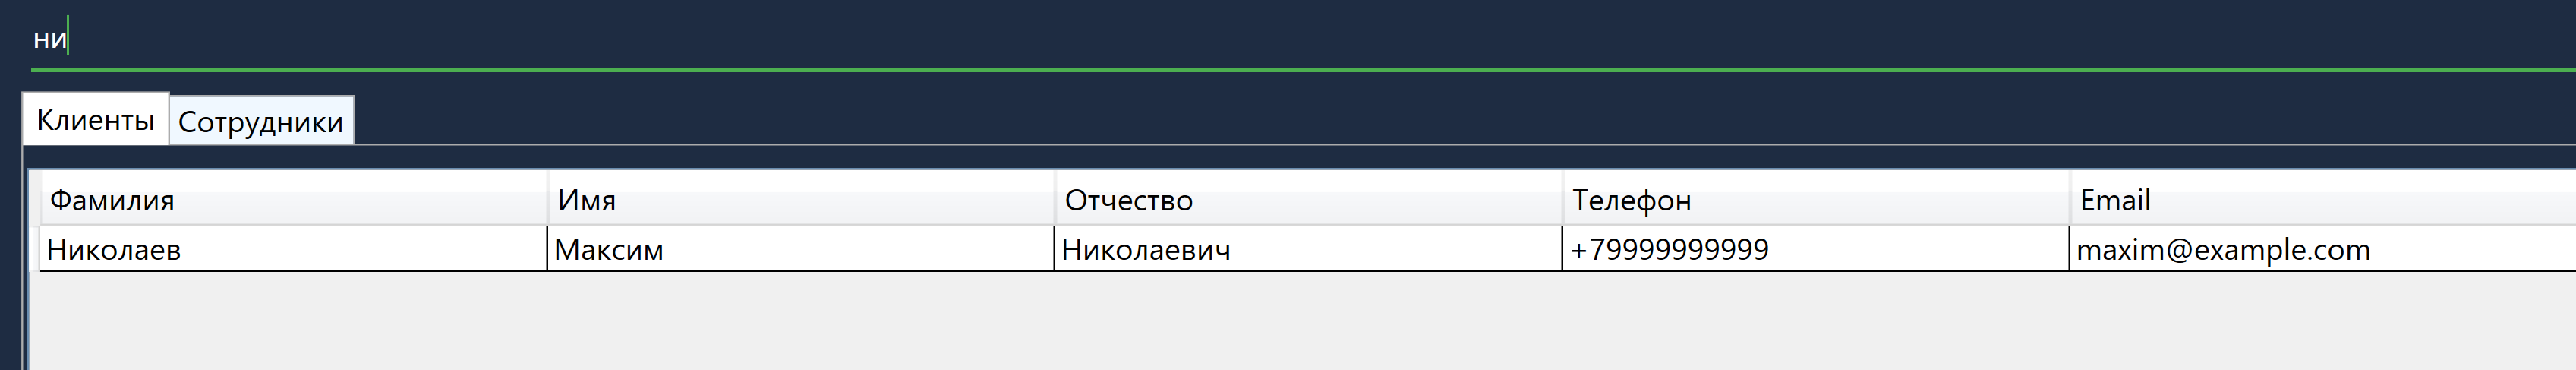 ни
Клиенты Сотрудники
Фамилия Имя Отчество Телефон Email
Николаев Максим Николаевич +79999999999 maxim@example.com